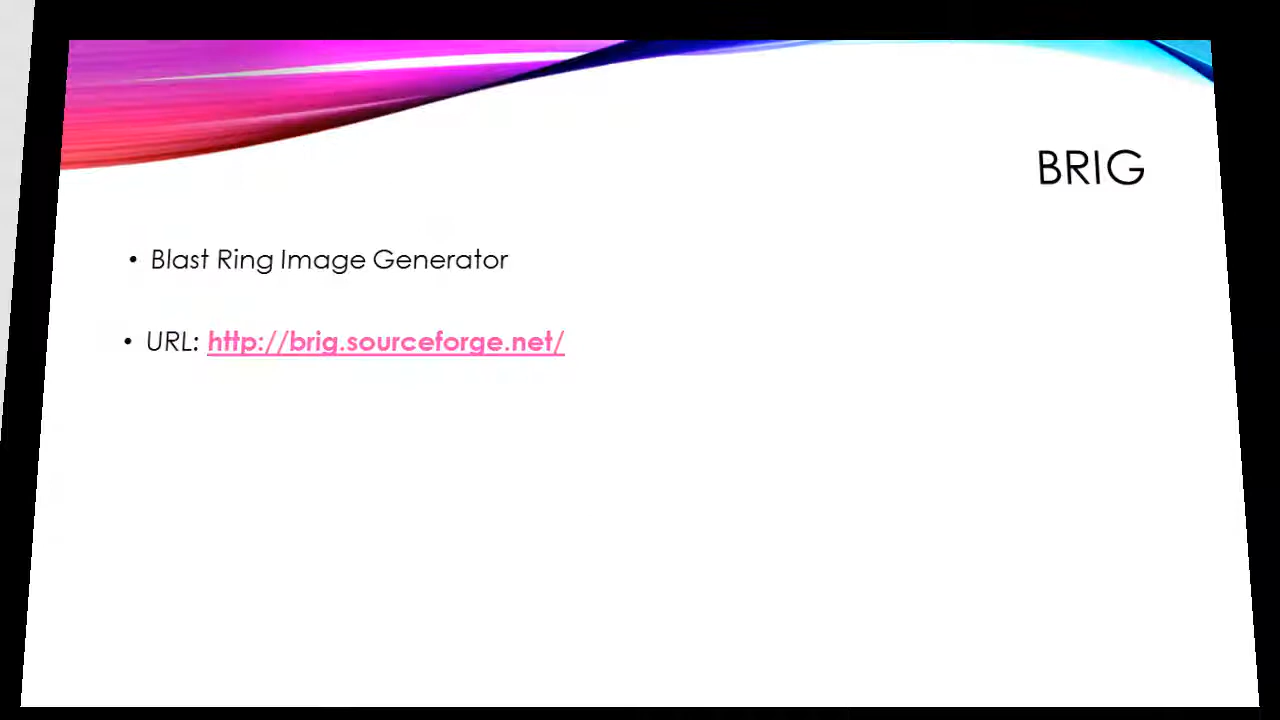 BRIG
• Blast Ring Image Generator
• URL: http://brig.sourceforge.net/